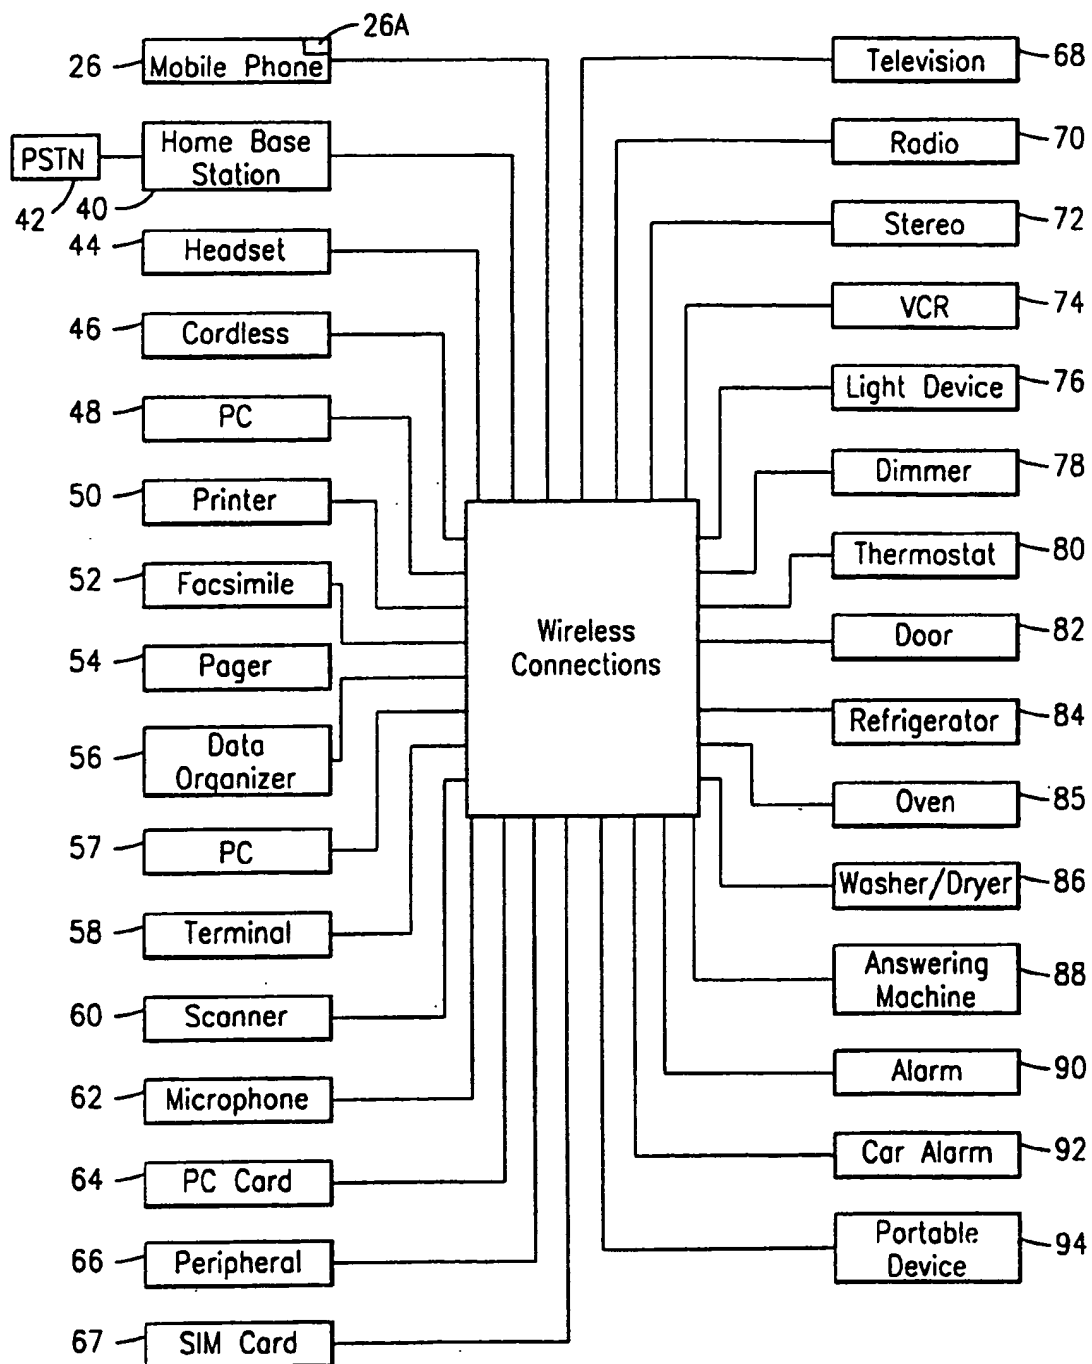 26A
26
Mobile Phone
PSTN
42
Home Base
Station
40
44
Headset
46
Cordless
48
PC
50
Printer
52
Facsimile
54
Pager
56
Data
Organizer
57
PC
58
Terminal
60
Scanner
62
Microphone
64
PC Card
66
Peripheral
67
SIM Card
Wireless
Connections
Television
68
Radio
70
Stereo
72
VCR
74
Light Device
76
Dimmer
78
Thermostat
80
Door
82
Refrigerator
84
Oven
85
Washer/Dryer
86
Answering
Machine
88
Alarm
90
Car Alarm
92
Portable
Device
94